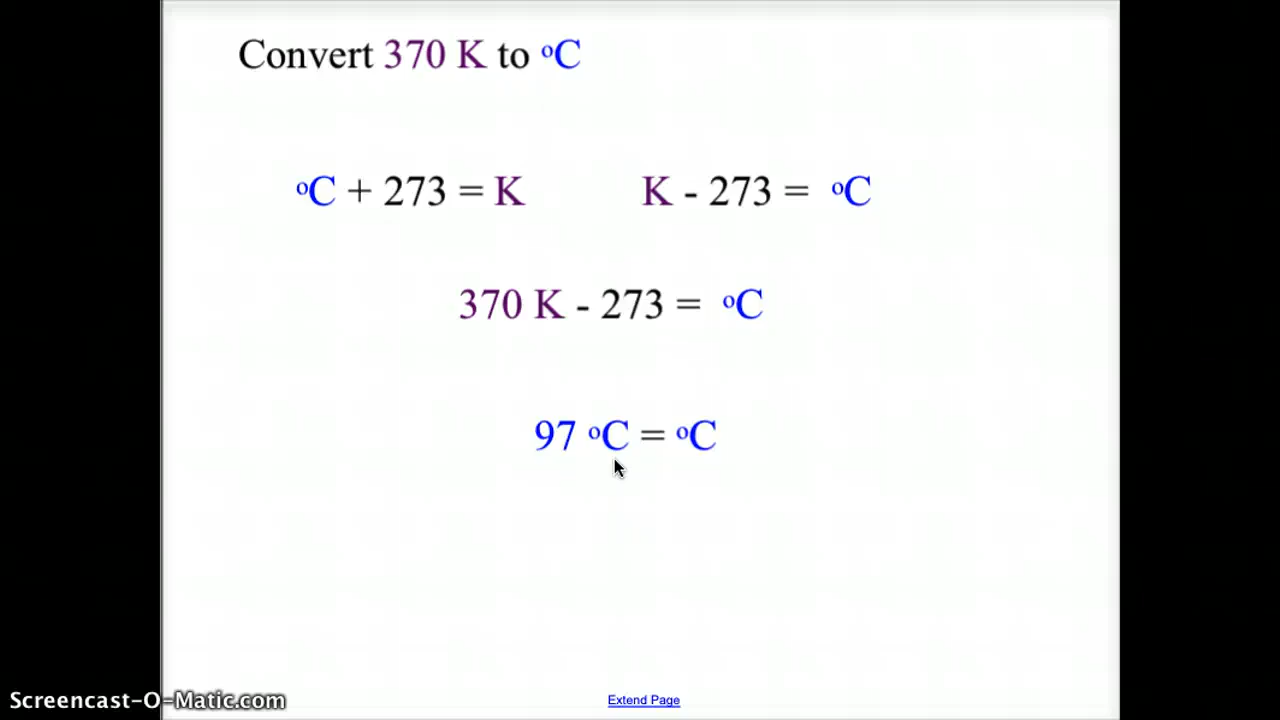 Convert 370 K to ºC
ºC + 273 = K K - 273 = ºC
370 K - 273 = ºC
97 ºC = ºC
Extend Page
Screencast-O-Matic.com